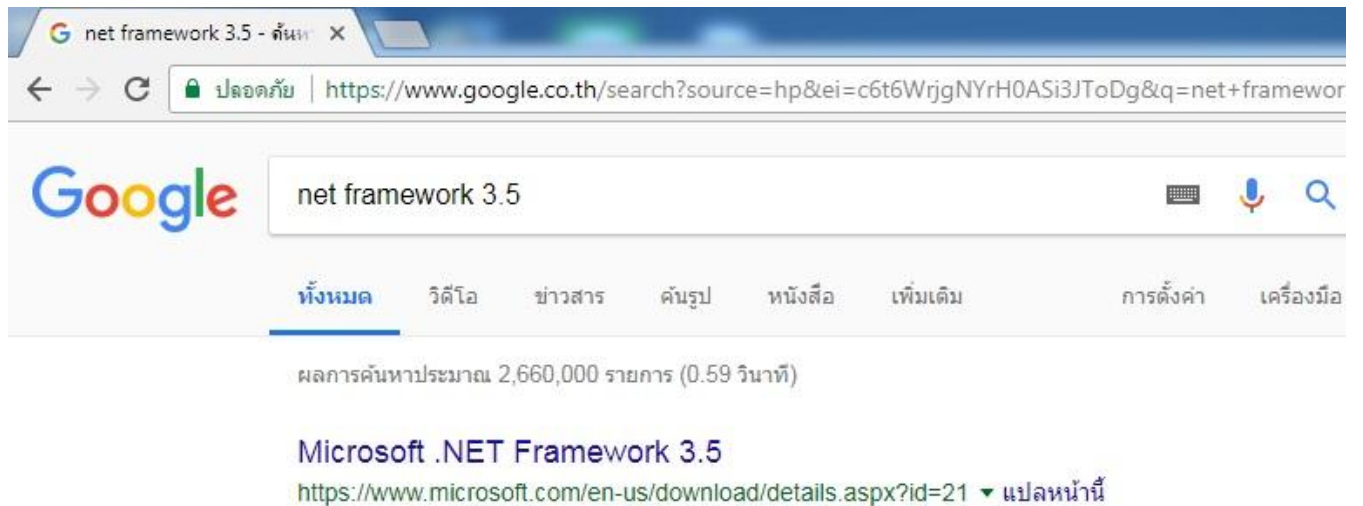 net framework 3.5 - ค้นหา
ปลอดภัย | https://www.google.co.th/search?source=hp&ei=c6t6WrjgNYrH0ASi3JToDg&q=net+framewor
Google net framework 3.5
ทั้งหมด วิดีโอ ข่าวสาร ค้นรูป หนังสือ เพิ่มเติม การตั้งค่า เครื่องมือ
ผลการค้นหาประมาณ 2,660,000 รายการ (0.59 วินาที)
Microsoft .NET Framework 3.5
https://www.microsoft.com/en-us/download/details.aspx?id=21 ▼ แปลหน้านี้